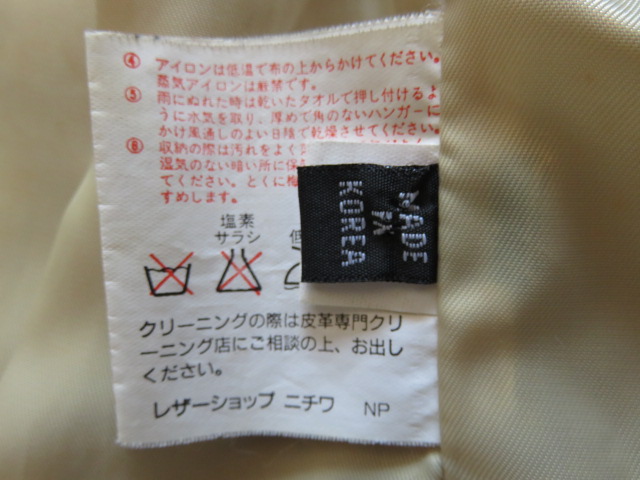 ④ アイロンは低温で布の上からかけてください。
蒸気アイロンは厳禁です。
⑤ 雨にぬれた時は乾いたタオルで押し付けるよ
うに水気を取り、厚めで角のないハンガーに
かけ風通しのよい日陰で乾燥させてください。
⑥ 収納の際は汚れをよく
湿気のない暗い所に保
てください。とくに梅
すめします。
塩素
サラシ
低
MADE
IN
KOREA
クリーニングの際は皮革専門クリ
ーニング店にご相談の上、お出し
ください。
レザーショップ ニチワ NP